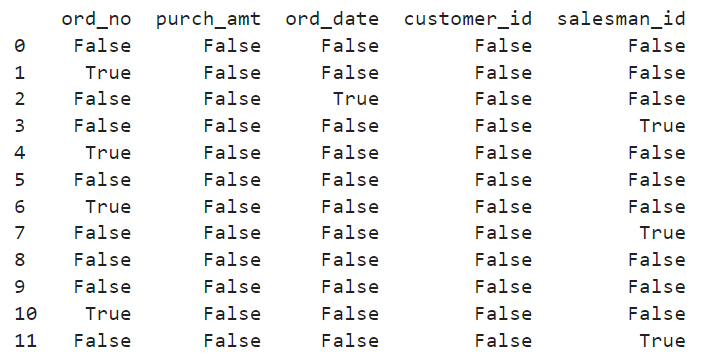 ord_no purch_amt ord_date customer_id salesman_id
0 False False False False False
1 True False False False False
2 False False True False False
3 False False False False True
4 True False False False False
5 False False False False False
6 True False False False False
7 False False False False True
8 False False False False False
9 False False False False False
10 True False False False False
11 False False False False True